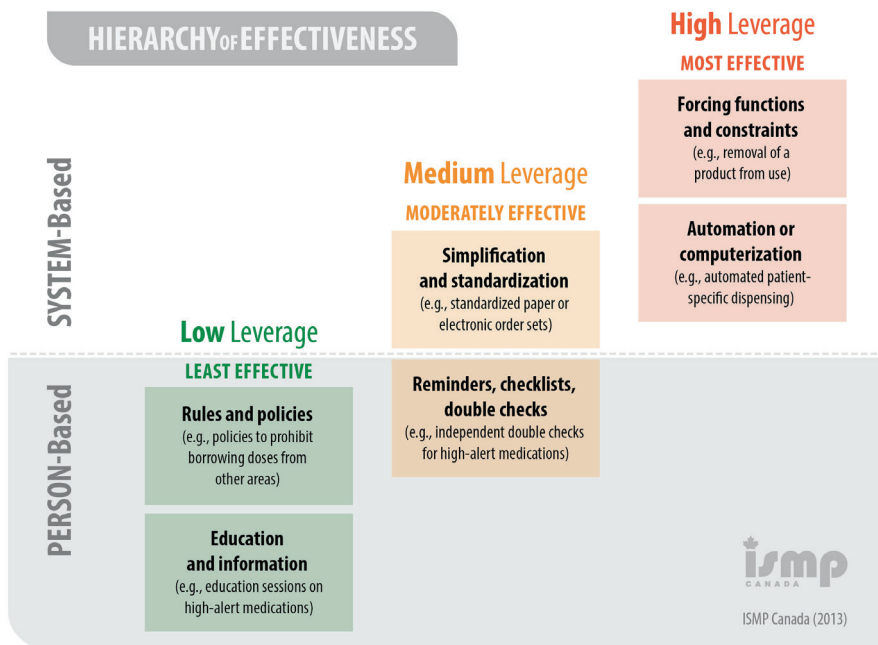 HIERARCHY OF EFFECTIVENESS
High Leverage
MOST EFFECTIVE
Forcing functions
and constraints
(e.g., removal of a
product from use)
Automation or
computerization
(e.g., automated patient-
specific dispensing)
Medium Leverage
MODERATELY EFFECTIVE
Simplification
and standardization
(e.g., standardized paper or
electronic order sets)
Reminders, checklists,
double checks
(e.g., independent double checks
for high-alert medications)
Low Leverage
LEAST EFFECTIVE
Rules and policies
(e.g., policies to prohibit
borrowing doses from
other areas)
Education
and information
(e.g., education sessions on
high-alert medications)
SYSTEM-Based
PERSON-Based
ismp
CANADA
ISMP Canada (2013)